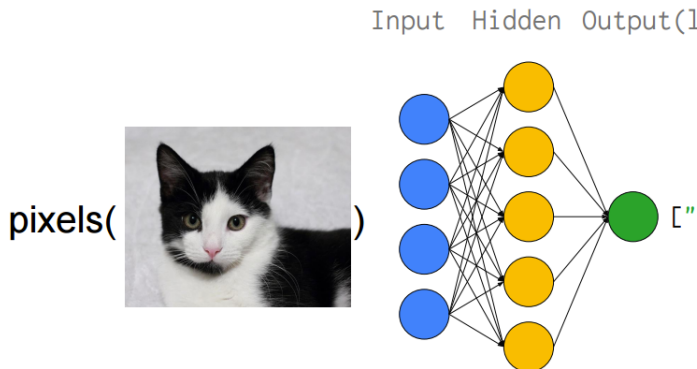 Input Hidden Output(l
pixels( ) ["